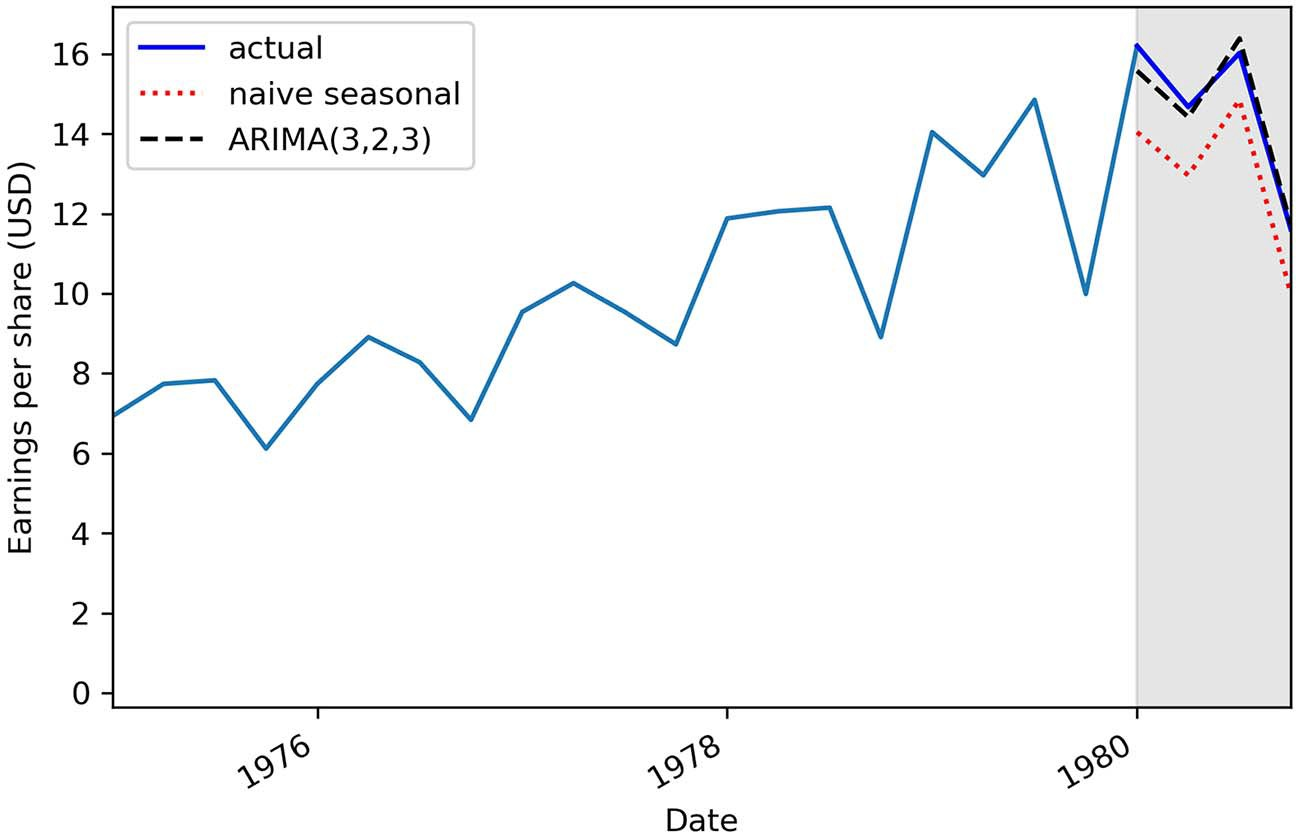 actual
naive seasonal
ARIMA(3,2,3)
Earnings per share (USD)
16
14
12
10
8
6
4
2
0
1976
1978
1980
Date